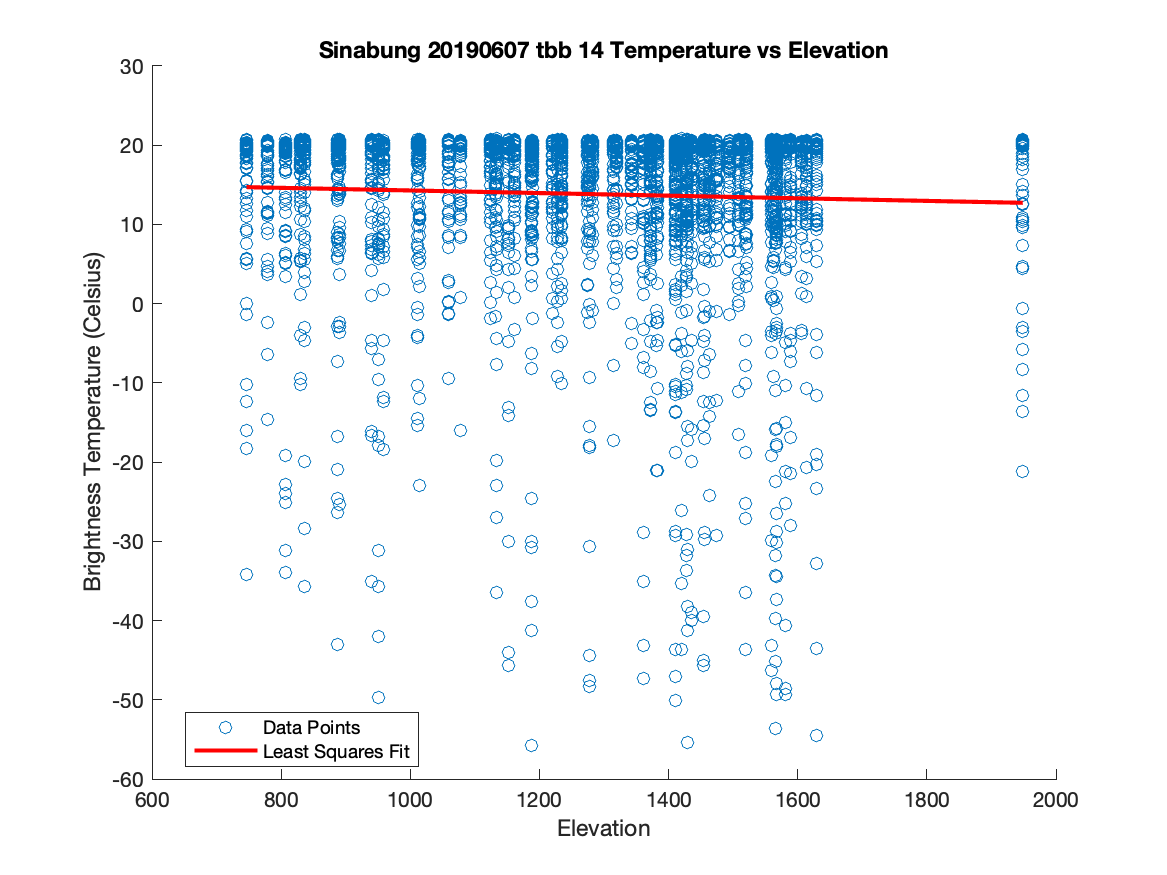 Sinabung 20190607 tbb 14 Temperature vs Elevation
30
20
10
0
-10
-20
-30
-40
-50
-60
Brightness Temperature (Celsius)
Data Points
Least Squares Fit
600 800 1000 1200 1400 1600 1800 2000
Elevation